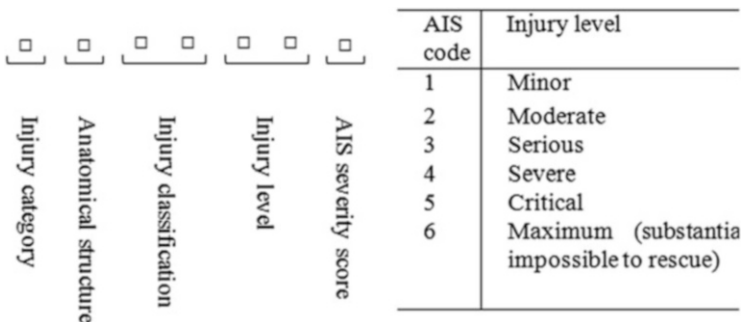 Injury category
Anatomical structure
Injury classification
Injury level
AIS severity score
AIS code Injury level
1 Minor
2 Moderate
3 Serious
4 Severe
5 Critical
6 Maximum (substantia
impossible to rescue)